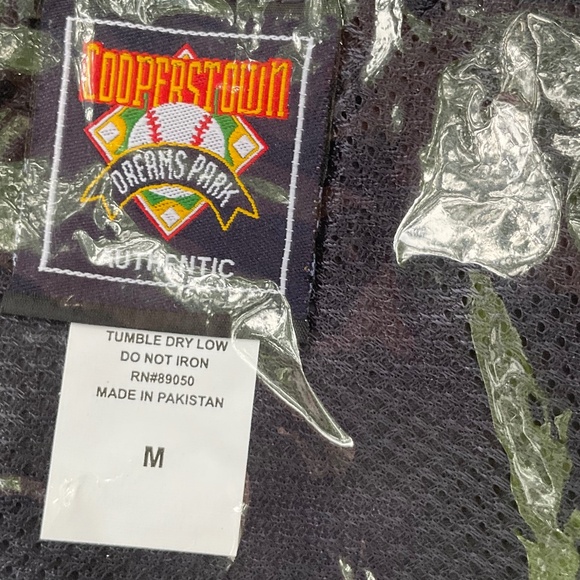 COOPERSTOWN
DREAMS PARK
AUTHENTIC
TUMBLE DRY LOW
DO NOT IRON
RN#89050
MADE IN PAKISTAN
M